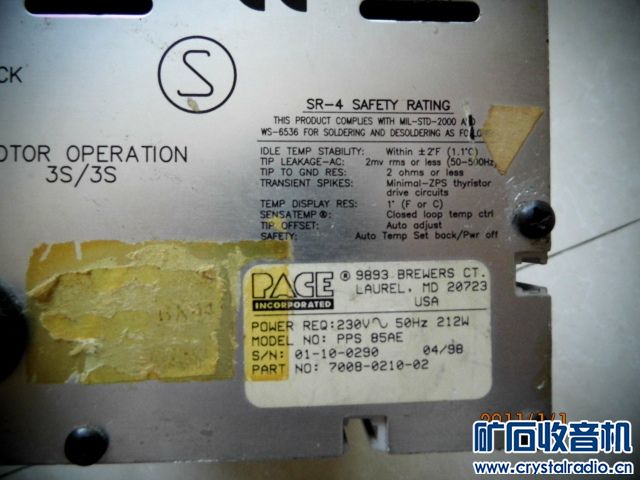 CK
S
SR-4 SAFETY RATING
THIS PRODUCT COMPLIES WITH MIL-STD-2000 AND
WS-6536 FOR SOLDERING AND DESOLDERING AS FOLLOWS
OTOR OPERATION
3S/3S
IDLE TEMP STABILITY: Within ±2°F (1.1°C)
TIP LEAKAGE-AC: 2mv rms or less (50-500Hz)
TIP TO GND RES: 2 ohms or less
TRANSIENT SPIKES: Minimal-ZPS thyristor
drive circuits
TEMP DISPLAY RES: 1° (F or C)
SENSATEMP®: Closed loop temp ctrl
TIP OFFSET: Auto adjust
SAFETY: Auto Temp Set back/Pwr off
PACE ® 9893 BREWERS CT.
INCORPORATED LAUREL, MD 20723
USA
POWER REQ:230V∿ 50Hz 212W
MODEL NO: PPS 85AE
S/N: 01-10-0290 04/98
PART NO: 7008-0210-02
2011/1/1
矿石收音机
www.crystalradio.cn